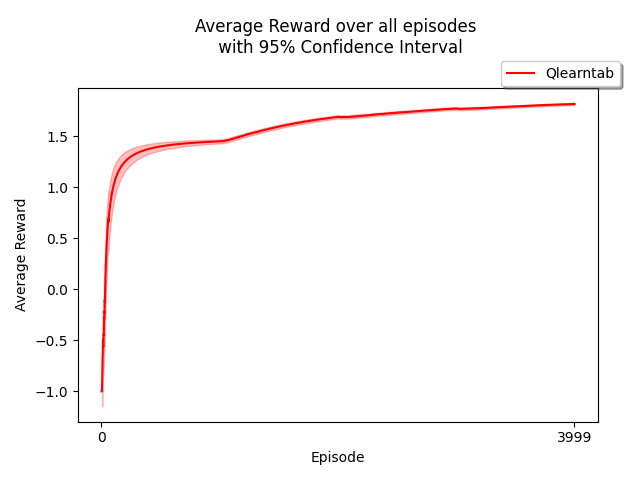 Average Reward over all episodes
with 95% Confidence Interval
Qlearntab
1.5
1.0
0.5
0.0
−0.5
−1.0
Average Reward
0
3999
Episode